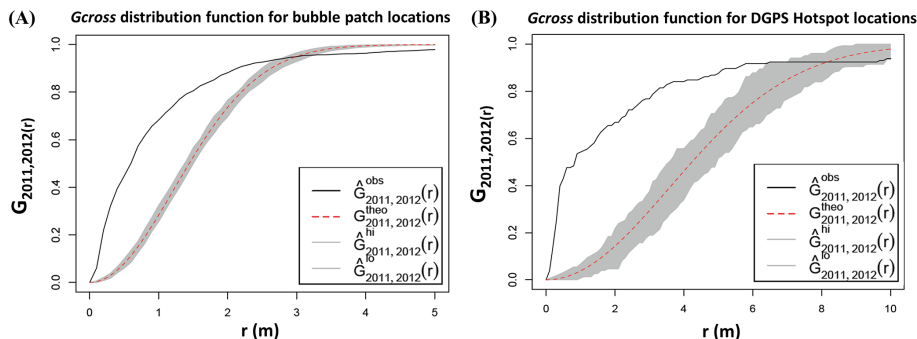 (A) Gcross distribution function for bubble patch locations
G2011,2012(r)
1.0
0.8
0.6
0.4
0.2
0.0
Ĝobs2011, 2012(r)
Gtheo2011, 2012(r)
Ĝhi2011, 2012(r)
Ĝlo2011, 2012(r)
0 1 2 3 4 5
r (m)
(B) Gcross distribution function for DGPS Hotspot locations
G2011,2012(r)
1.0
0.8
0.6
0.4
0.2
0.0
Ĝobs2011, 2012(r)
Gtheo2011, 2012(r)
Ĝhi2011, 2012(r)
Ĝlo2011, 2012(r)
0 2 4 6 8 10
r (m)